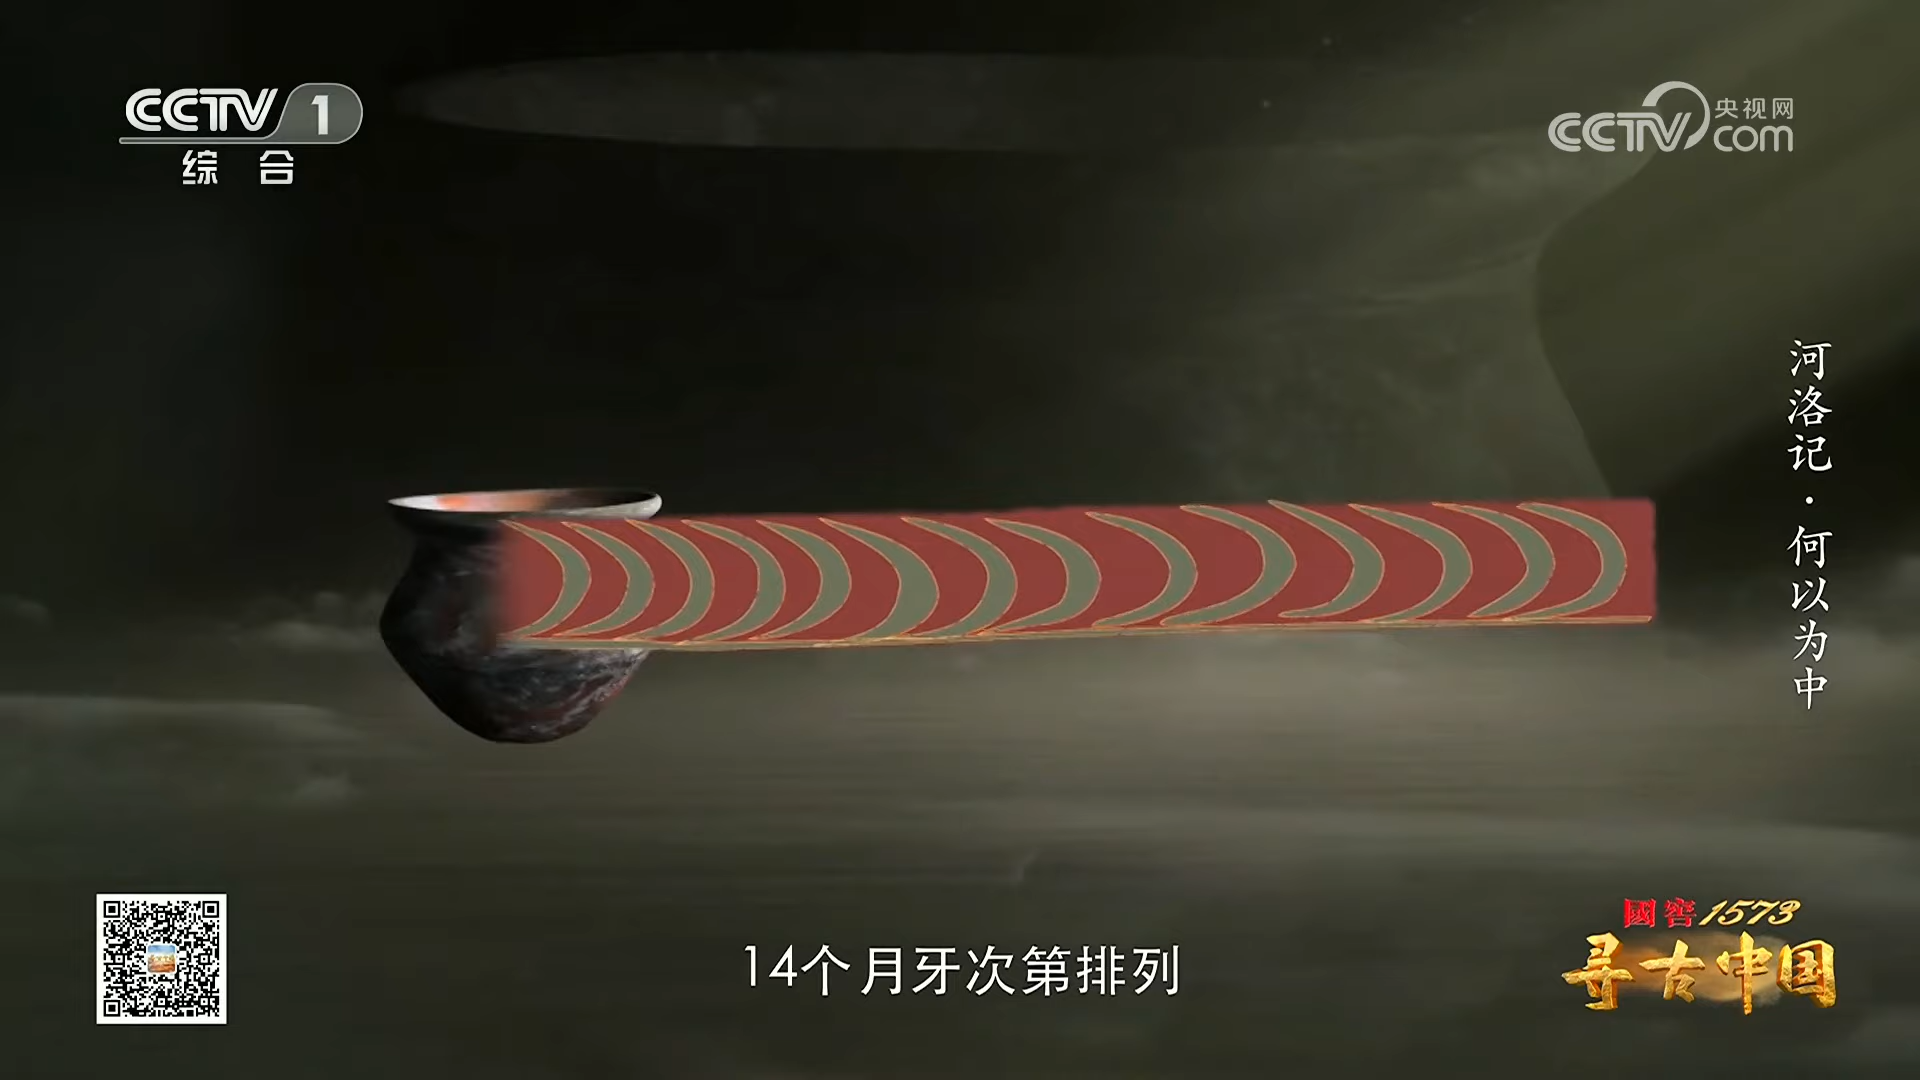 CCTV 1
综合
CCTV 央视网
com
河洛记·何以为中
14个月牙次第排列
國窖1573
寻古中国